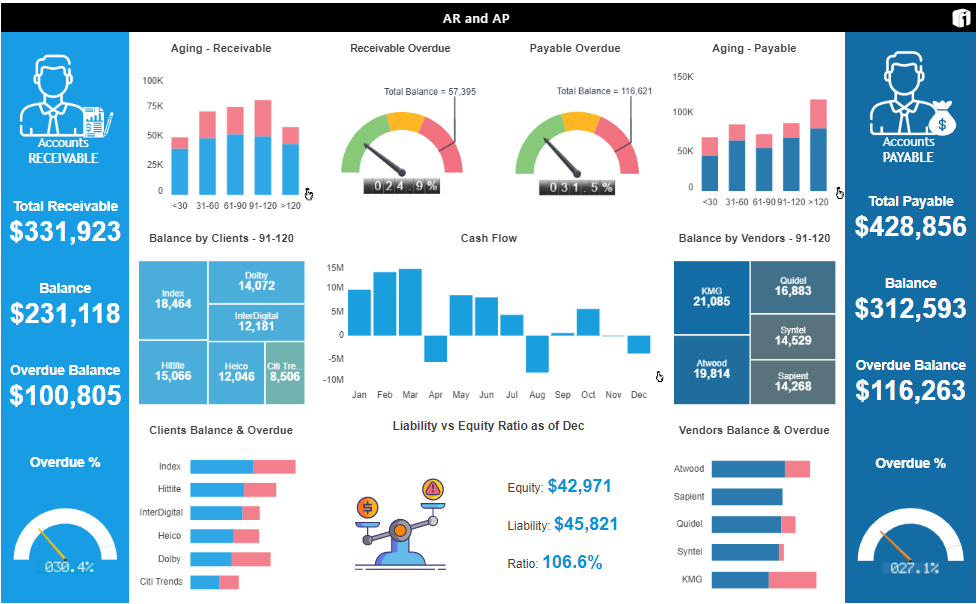 AR and AP
Accounts
RECEIVABLE
Total Receivable
$331,923
Balance
$231,118
Overdue Balance
$100,805
Overdue %
030.4%
Aging - Receivable
100K
75K
50K
25K
0
<30 31-60 61-90 91-120 >120
Receivable Overdue
Total Balance = 57,395
024.9%
Payable Overdue
Total Balance = 116,621
031.5%
Aging - Payable
150K
100K
50K
0
<30 31-60 61-90 91-120 >120
Balance by Clients - 91-120
Index
18,464
Dolby
14,072
InterDigital
12,181
Hittite
15,066
Heico
12,046
Citi Tre...
8,506
Cash Flow
15M
10M
5M
0
-5M
-10M
Jan Feb Mar Apr May Jun Jul Aug Sep Oct Nov Dec
Balance by Vendors - 91-120
KMG
21,085
Quidel
16,883
Syntel
14,529
Atwood
19,814
Sapient
14,268
Clients Balance & Overdue
Index
Hittite
InterDigital
Heico
Dolby
Citi Trends
Liability vs Equity Ratio as of Dec
Equity: $42,971
Liability: $45,821
Ratio: 106.6%
Vendors Balance & Overdue
Atwood
Sapient
Quidel
Syntel
KMG
Accounts
PAYABLE
Total Payable
$428,856
Balance
$312,593
Overdue Balance
$116,263
Overdue %
027.1%